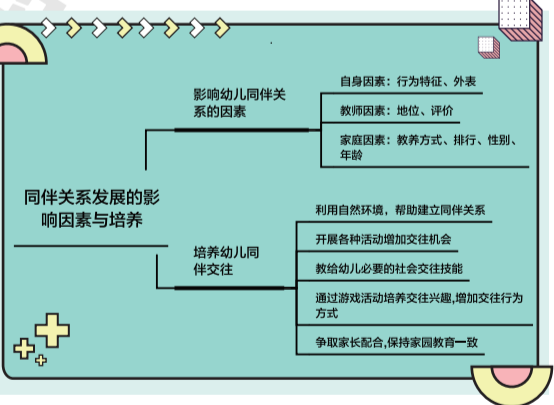 影响幼儿同伴关
系的因素
自身因素：行为特征、外表
教师因素：地位、评价
家庭因素：教养方式、排行、性别、
年龄
同伴关系发展的影
响因素与培养
培养幼儿同
伴交往
利用自然环境，帮助建立同伴关系
开展各种活动增加交往机会
教给幼儿必要的社会交往技能
通过游戏活动培养交往兴趣,增加交往行为
方式
争取家长配合,保持家园教育一致